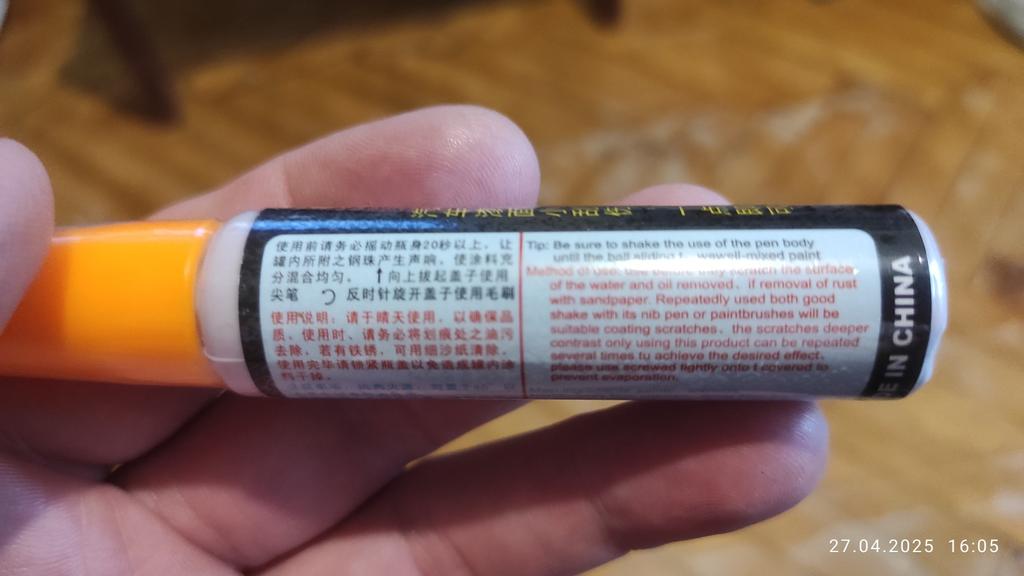 使用前请务必摇动瓶身20秒以上，让
罐内所附之钢珠产生声响，使涂料充
分混合均匀。 ↑向上拔起盖子使用
尖笔 反时针旋开盖子使用毛刷
使用说明：请于晴天使用，以确保品
质，使用时，请务必将划痕处之油污
去除，若有铁锈，可用细沙纸清除，
使用完毕请锁紧瓶盖以免造成罐内涂
料干燥。
Tip: Be sure to shake the use of the pen body
until the ball sliding wellwell-mixed paint
Method of use: use before they scratch the surface
of the water and oil removed, if removal of rust
with sandpaper. Repeatedly used both good
shake with its nib pen or paintbrushes will be
suitable coating scratches, the scratches deeper
contrast only using this product can be repeated
several times to achieve the desired effect,
please use screwed tightly onto t covered to
prevent evaporation.
E IN CHINA
27.04.2025 16:05